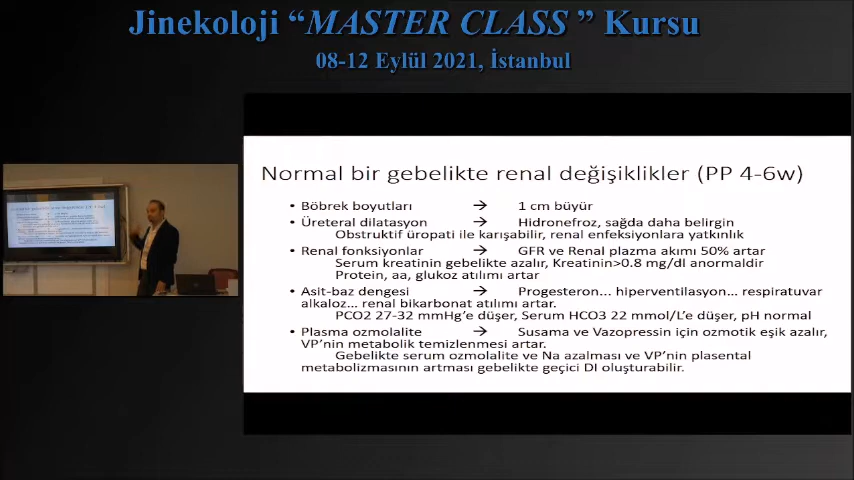 Jinekoloji “MASTER CLASS ” Kursu
08-12 Eylül 2021, İstanbul
Normal bir gebelikte renal değişiklikler (PP 4-6w)
• Böbrek boyutları → 1 cm büyür
• Üreteral dilatasyon → Hidronefroz, sağda daha belirgin
Obstruktif üropati ile karışabilir, renal enfeksiyonlara yatkınlık
• Renal fonksiyonlar → GFR ve Renal plazma akımı 50% artar
Serum kreatinin gebelikte azalır, Kreatinin>0.8 mg/dl anormaldir
Protein, aa, glukoz atılımı artar
• Asit-baz dengesi → Progesteron... hiperventilasyon... respiratuvar
alkaloz... renal bikarbonat atılımı artar.
PCO2 27-32 mmHg’e düşer, Serum HCO3 22 mmol/L’e düşer, pH normal
• Plasma ozmolalite → Susama ve Vazopressin için ozmotik eşik azalır,
VP’nin metabolik temizlenmesi artar.
Gebelikte serum ozmolalite ve Na azalması ve VP’nin plasental
metabolizmasının artması gebelikte geçici DI oluşturabilir.